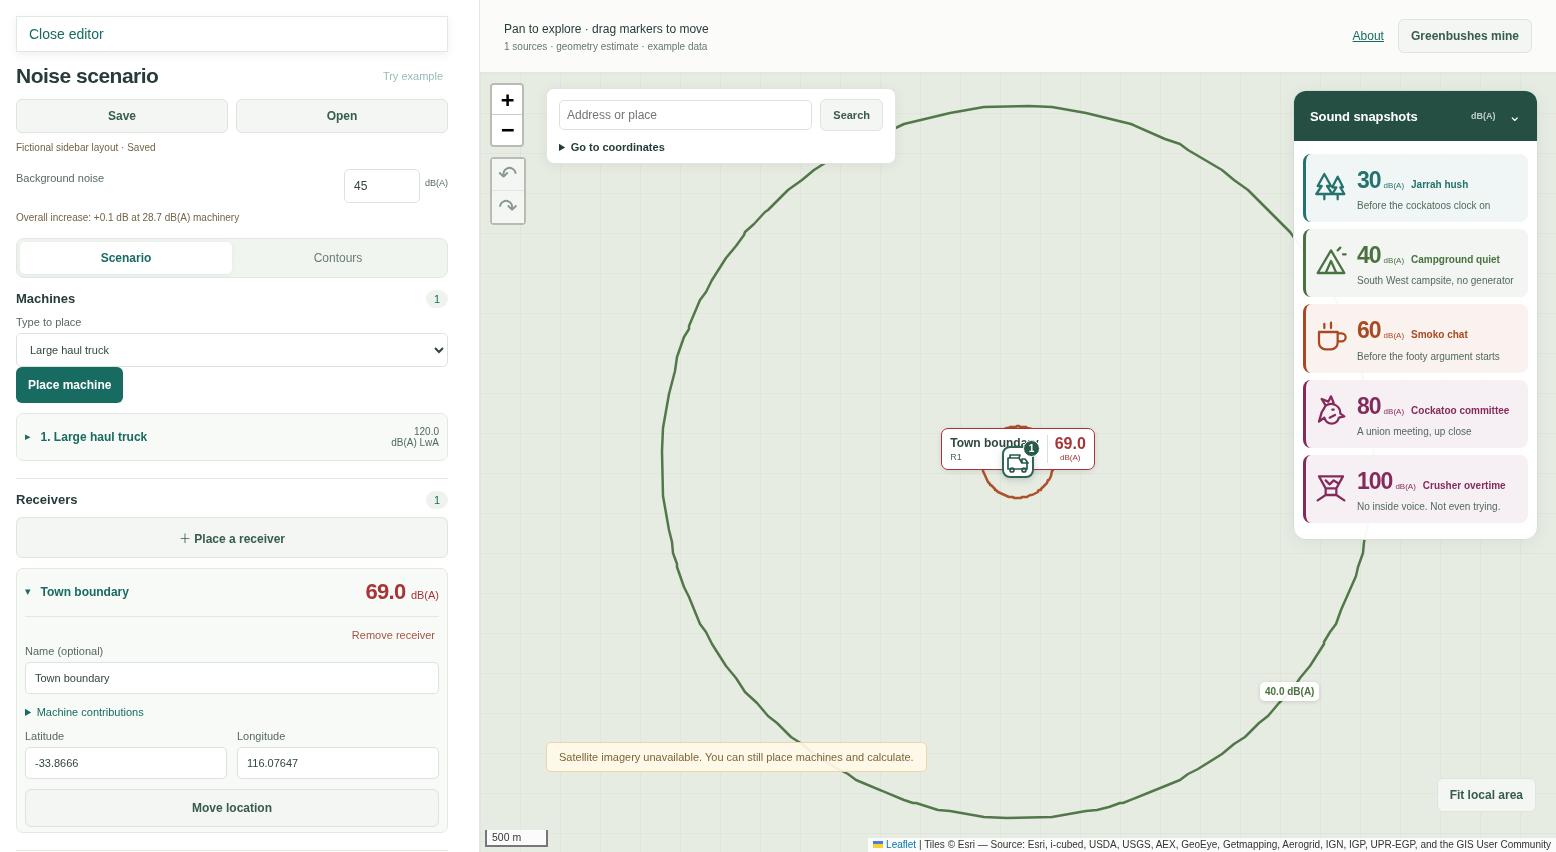 Close editor
Noise scenario
Try example
Save
Open
Fictional sidebar layout · Saved
Background noise
45
dB(A)
Overall increase: +0.1 dB at 28.7 dB(A) machinery
Scenario
Contours
Machines
1
Type to place
Large haul truck
Place machine
1. Large haul truck
120.0
dB(A) LwA
Receivers
1
+ Place a receiver
Town boundary
69.0 dB(A)
Remove receiver
Name (optional)
Town boundary
Machine contributions
Latitude
Longitude
-33.8666
116.07647
Move location
Pan to explore · drag markers to move
1 sources · geometry estimate · example data
About
Greenbushes mine
+
−
Address or place
Search
Go to coordinates
Town boundary
R1
69.0
dB(A)
1
40.0 dB(A)
Satellite imagery unavailable. You can still place machines and calculate.
500 m
Fit local area
Leaflet | Tiles © Esri — Source: Esri, i-cubed, USDA, USGS, AEX, GeoEye, Getmapping, Aerogrid, IGN, IGP, UPR-EGP, and the GIS User Community
Sound snapshots
dB(A)
30 dB(A) Jarrah hush
Before the cockatoos clock on
40 dB(A) Campground quiet
South West campsite, no generator
60 dB(A) Smoko chat
Before the footy argument starts
80 dB(A) Cockatoo committee
A union meeting, up close
100 dB(A) Crusher overtime
No inside voice. Not even trying.